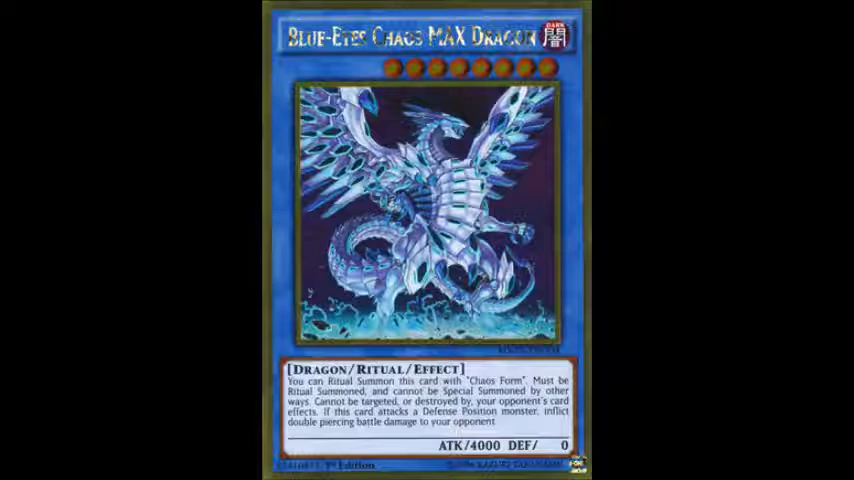 BLUE-EYES CHAOS MAX DRAGON
DARK
闇
[DRAGON/RITUAL/EFFECT]
You can Ritual Summon this card with "Chaos Form". Must be
Ritual Summoned, and cannot be Special Summoned by other
ways. Cannot be targeted, or destroyed by, your opponent's card
effects. If this card attacks a Defense Position monster, inflict
double piercing battle damage to your opponent
ATK/4000 DEF/ 0
1st Edition
KAZUKI TAKAHASHI